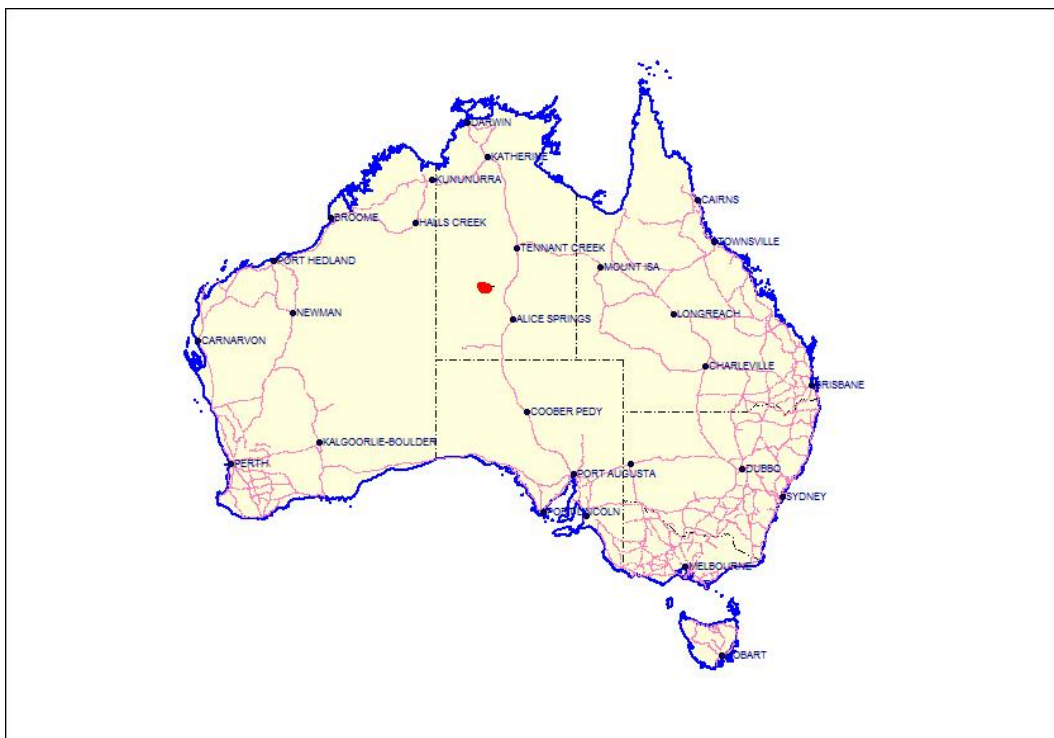 DARWIN
KATHERINE
KUNUNURRA
CAIRNS
BROOME
HALLS CREEK
TOWNSVILLE
TENNANT CREEK
PORT HEDLAND
MOUNT ISA
NEWMAN
LONGREACH
ALICE SPRINGS
CARNARVON
CHARLEVILLE
BRISBANE
COOBER PEDY
KALGOORLIE-BOULDER
PERTH
DUBBO
PORT AUGUSTA
SYDNEY
PORT LINCOLN
MELBOURNE
HOBART